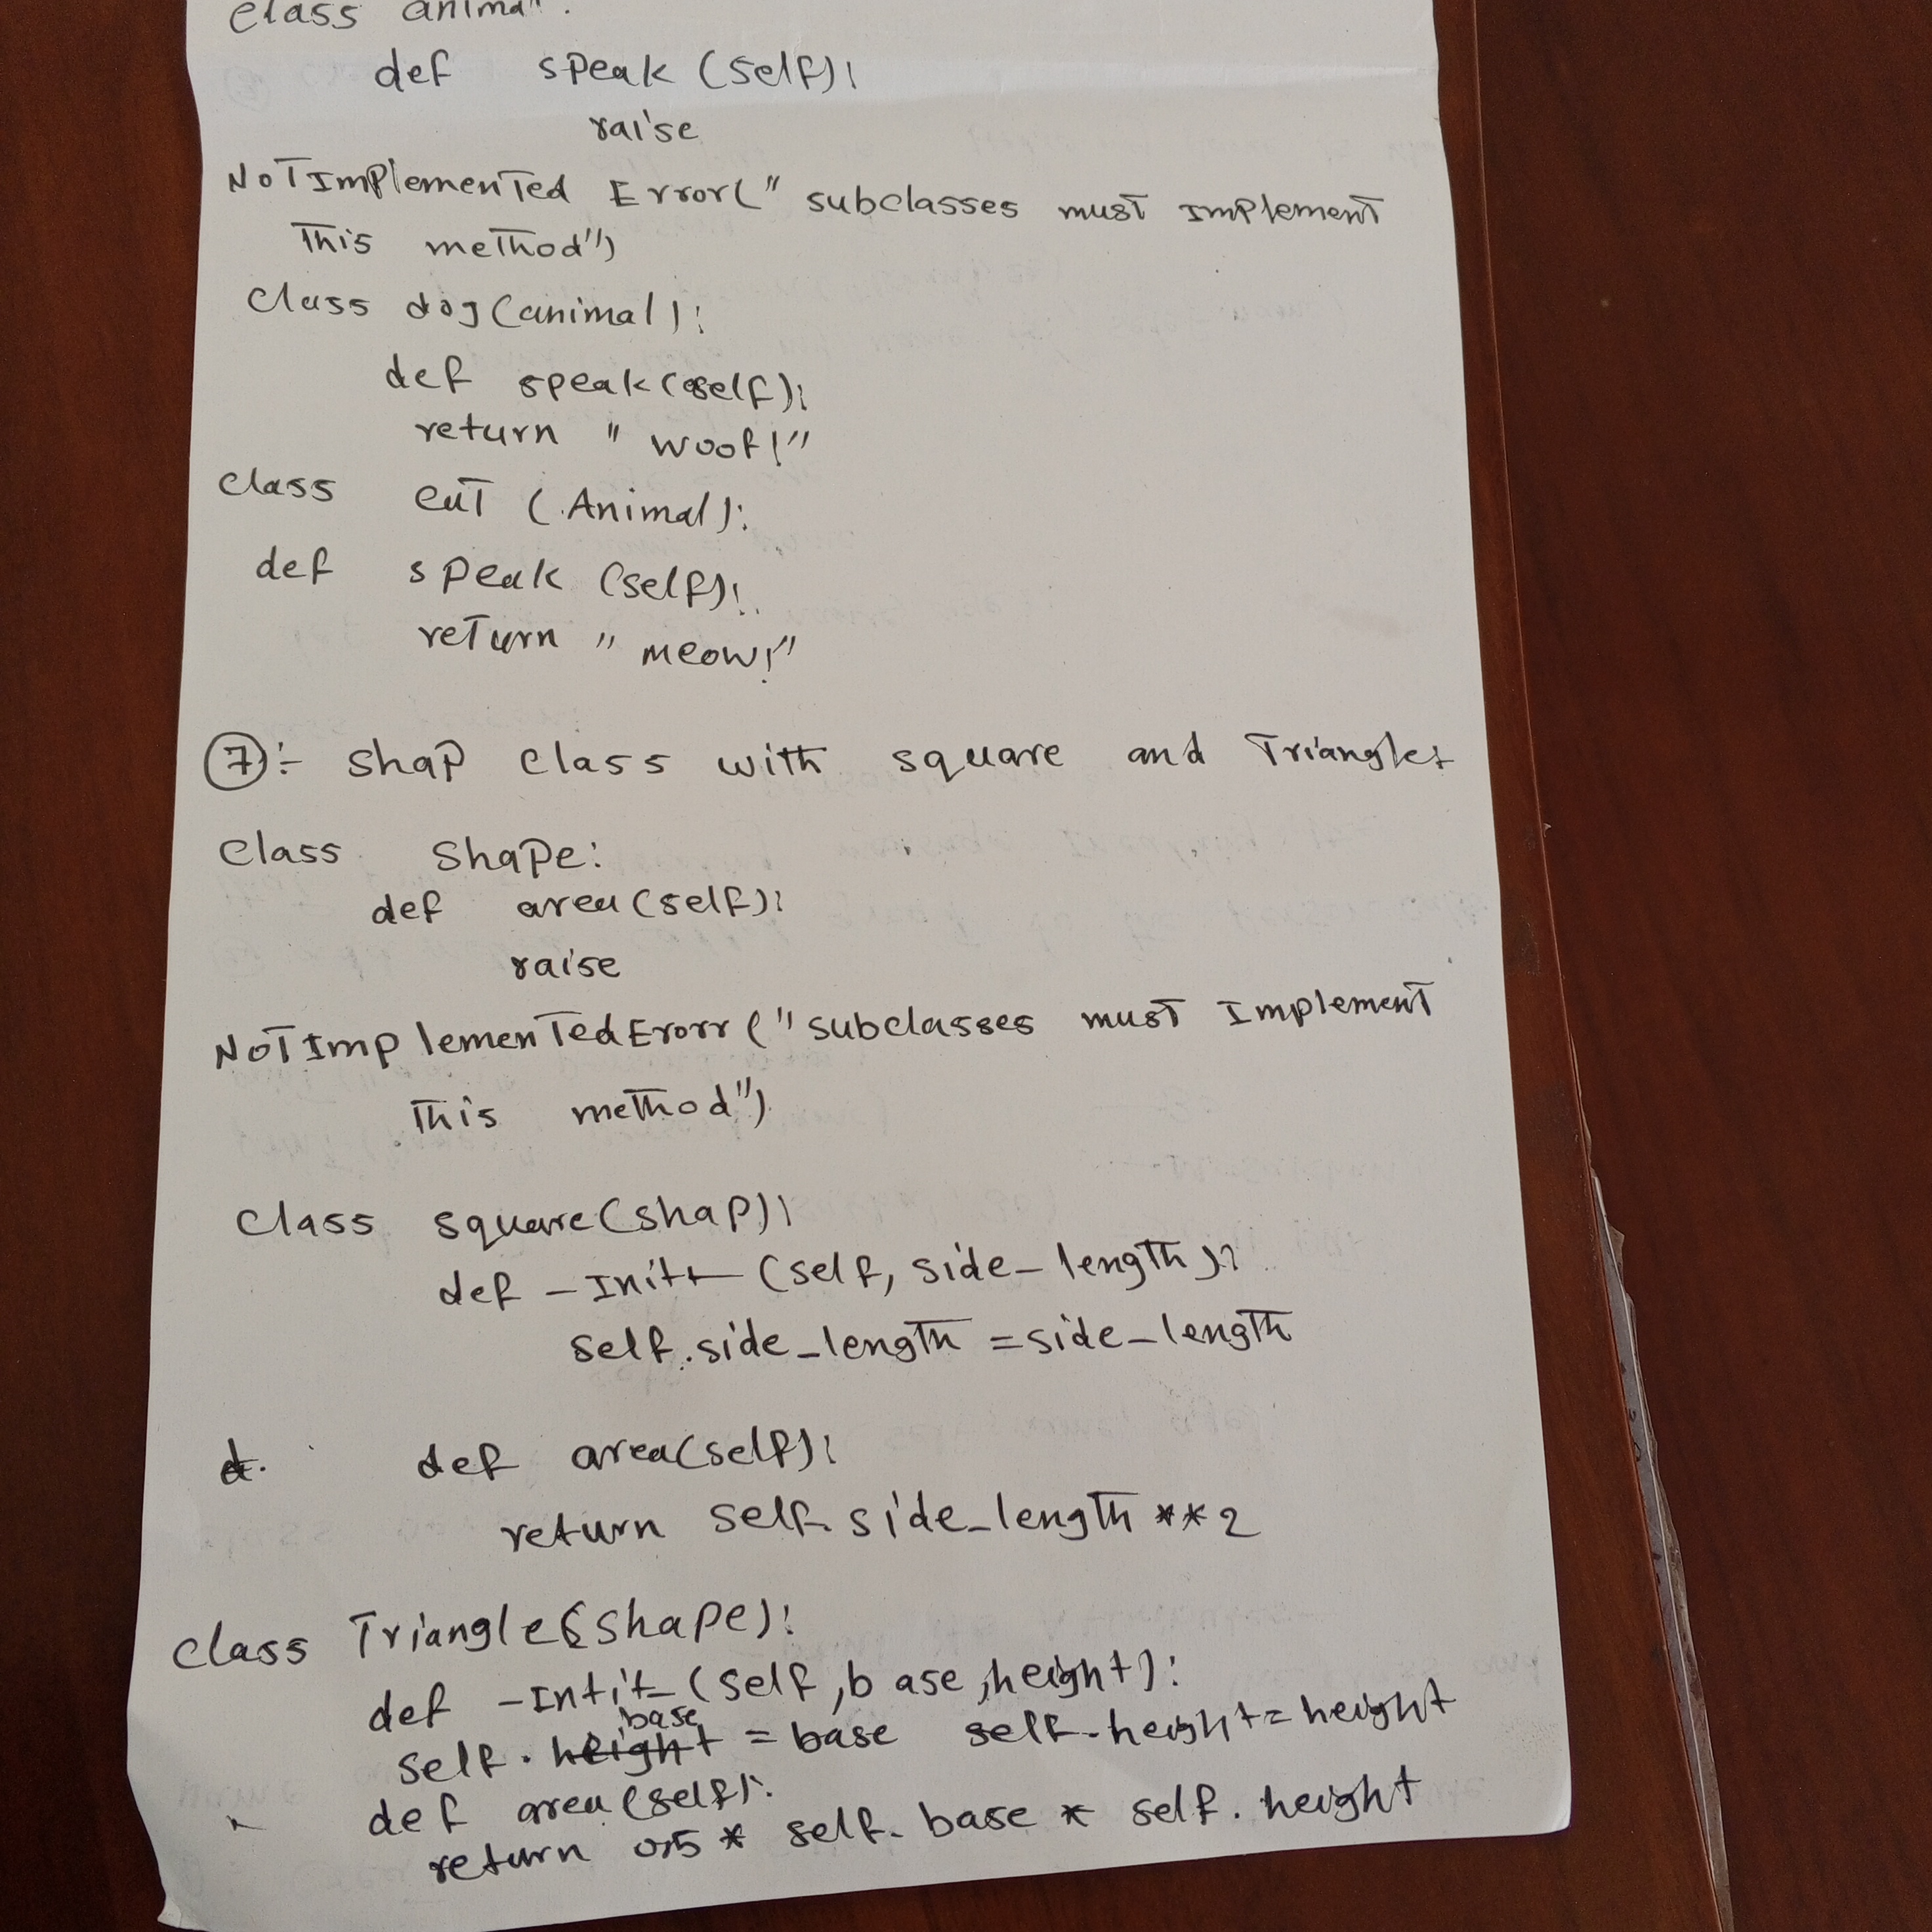 class animal:
def speak (self):
raise
NOTImplemented Error(" subclasses must Implement
This method")
Class dog(animal):
def speak(self):
return " woof!"
class cat (Animal):
def speak (self):
return " meow!"
⑦:- shap class with square and Triangles
class Shape:
def area(self):
raise
NOTImplementedErorr("subclasses must Implement
This method")
class square(shap):
def -Init- (self, side_length):
self.side_length = side_length
d. def area(self):
return self.side_length **2
class Triangle(shape):
def -Intit- (self, base, height):
self. height base = base self.height = height
def area (self):
return 0.5 * self. base * self. height